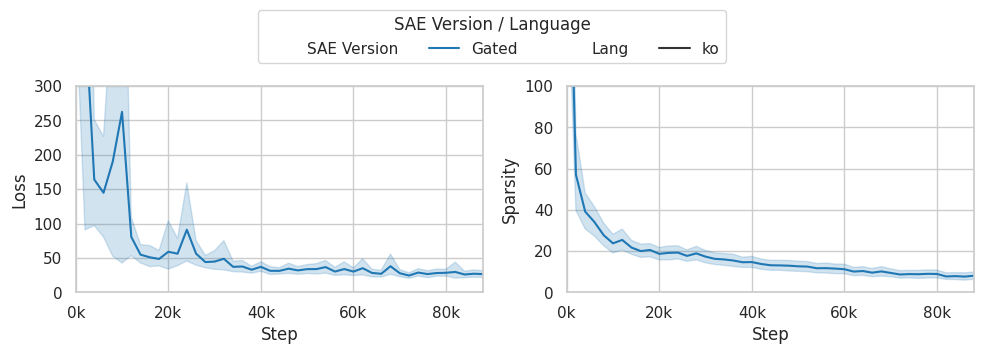 SAE Version / Language
SAE Version Gated Lang ko
300
250
200
150
100
50
0
Loss
0k 20k 40k 60k 80k
Step
100
80
60
40
20
0
Sparsity
0k 20k 40k 60k 80k
Step